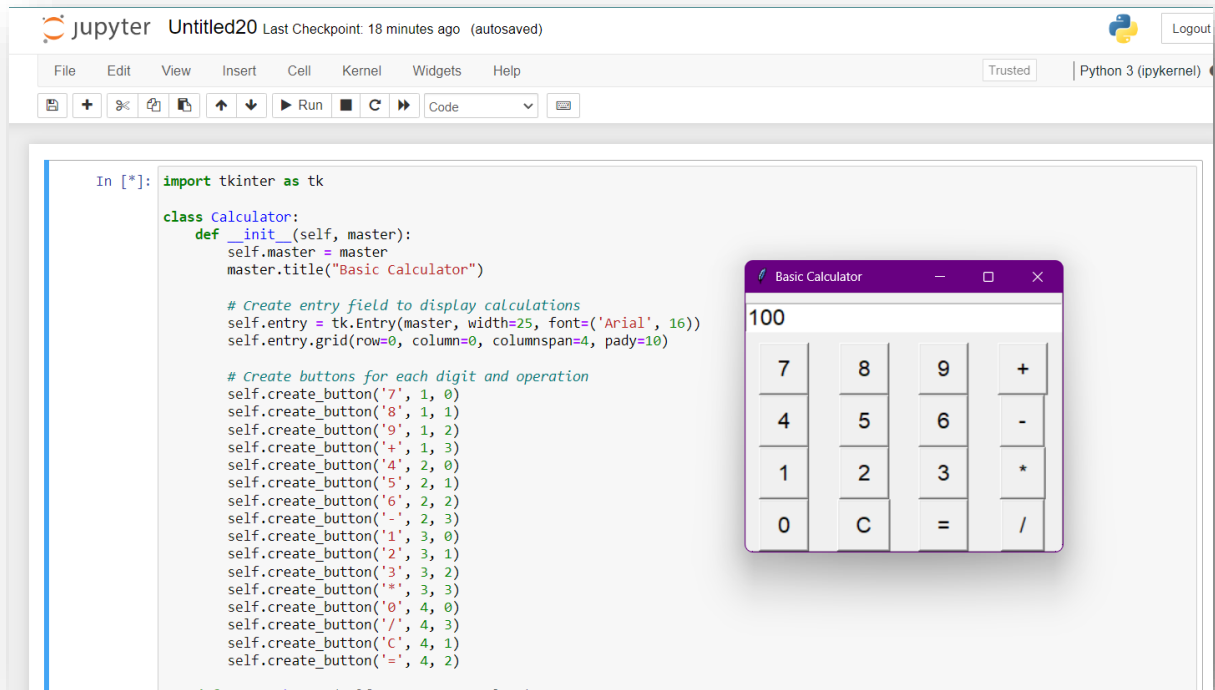 jupyter Untitled20 Last Checkpoint: 18 minutes ago (autosaved)
Logout
File Edit View Insert Cell Kernel Widgets Help
Trusted
Python 3 (ipykernel)
Run
Code
In [*]:
import tkinter as tk
class Calculator:
    def __init__(self, master):
        self.master = master
        master.title("Basic Calculator")
        # Create entry field to display calculations
        self.entry = tk.Entry(master, width=25, font=('Arial', 16))
        self.entry.grid(row=0, column=0, columnspan=4, pady=10)
        # Create buttons for each digit and operation
        self.create_button('7', 1, 0)
        self.create_button('8', 1, 1)
        self.create_button('9', 1, 2)
        self.create_button('+', 1, 3)
        self.create_button('4', 2, 0)
        self.create_button('5', 2, 1)
        self.create_button('6', 2, 2)
        self.create_button('-', 2, 3)
        self.create_button('1', 3, 0)
        self.create_button('2', 3, 1)
        self.create_button('3', 3, 2)
        self.create_button('*', 3, 3)
        self.create_button('0', 4, 0)
        self.create_button('/', 4, 3)
        self.create_button('C', 4, 1)
        self.create_button('=', 4, 2)
Basic Calculator
100
7 8 9 +
4 5 6 -
1 2 3 *
0 C = /